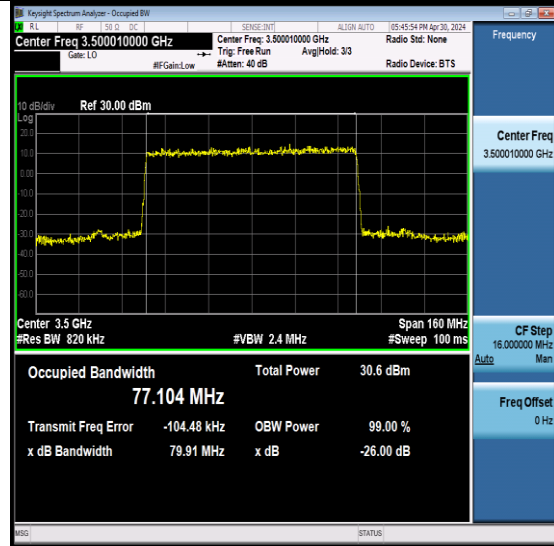 Keysight Spectrum Analyzer - Occupied BW
RL RF 50 Ω DC SENSE:INT ALIGN AUTO 05:45:54 PM Apr 30, 2024
Center Freq 3.500010000 GHz
Center Freq: 3.500010000 GHz
Radio Std: None
Gate: LO
Trig: Free Run
Avg|Hold: 3/3
#IFGain:Low
#Atten: 40 dB
Radio Device: BTS
10 dB/div
Ref 30.00 dBm
Log
20.0
10.0
0.00
-10.0
-20.0
-30.0
-40.0
-50.0
-60.0
Center 3.5 GHz
Span 160 MHz
#Res BW 820 kHz
#VBW 2.4 MHz
#Sweep 100 ms
Occupied Bandwidth
77.104 MHz
Total Power 30.6 dBm
Transmit Freq Error -104.48 kHz
OBW Power 99.00 %
x dB Bandwidth 79.91 MHz
x dB -26.00 dB
MSG
STATUS
Frequency
Center Freq
3.500010000 GHz
CF Step
16.000000 MHz
Auto Man
Freq Offset
0 Hz